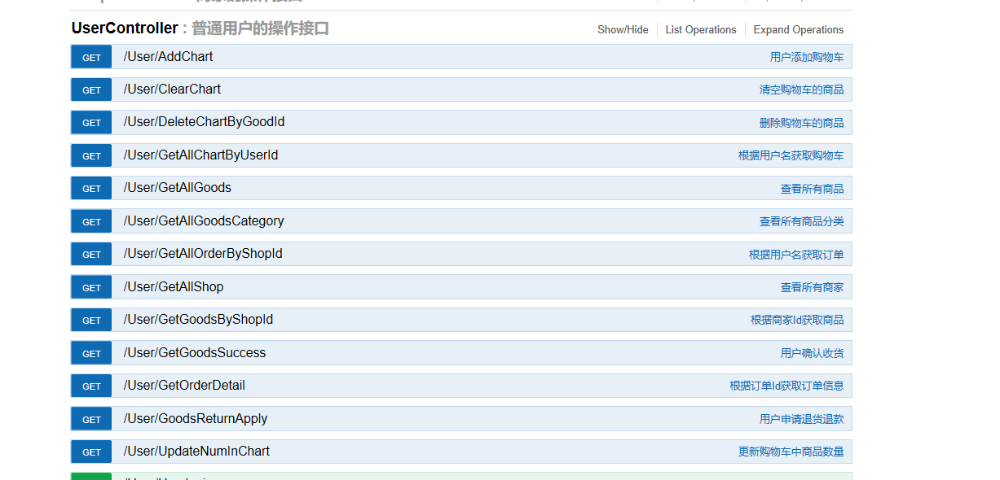 UserController : 普通用户的操作接口
Show/Hide List Operations Expand Operations
GET /User/AddChart 用户添加购物车
GET /User/ClearChart 清空购物车的商品
GET /User/DeleteChartByGoodId 删除购物车的商品
GET /User/GetAllChartByUserId 根据用户名获取购物车
GET /User/GetAllGoods 查看所有商品
GET /User/GetAllGoodsCategory 查看所有商品分类
GET /User/GetAllOrderByShopId 根据用户名获取订单
GET /User/GetAllShop 查看所有商家
GET /User/GetGoodsByShopId 根据商家Id获取商品
GET /User/GetGoodsSuccess 用户确认收货
GET /User/GetOrderDetail 根据订单Id获取订单信息
GET /User/GoodsReturnApply 用户申请退货退款
GET /User/UpdateNumInChart 更新购物车中商品数量